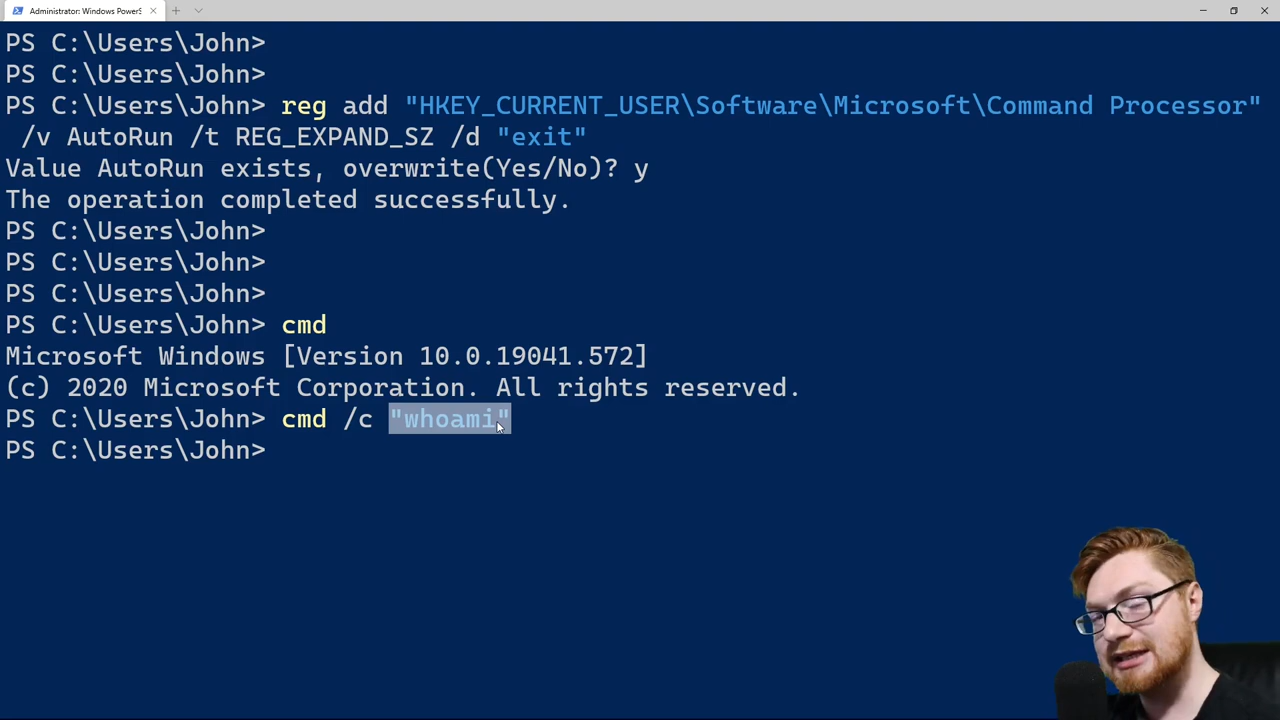 Administrator: Windows PowerS
PS C:\Users\John>
PS C:\Users\John>
PS C:\Users\John> reg add "HKEY_CURRENT_USER\Software\Microsoft\Command Processor"
/v AutoRun /t REG_EXPAND_SZ /d "exit"
Value AutoRun exists, overwrite(Yes/No)? y
The operation completed successfully.
PS C:\Users\John>
PS C:\Users\John>
PS C:\Users\John>
PS C:\Users\John> cmd
Microsoft Windows [Version 10.0.19041.572]
(c) 2020 Microsoft Corporation. All rights reserved.
PS C:\Users\John> cmd /c "whoami"
PS C:\Users\John>